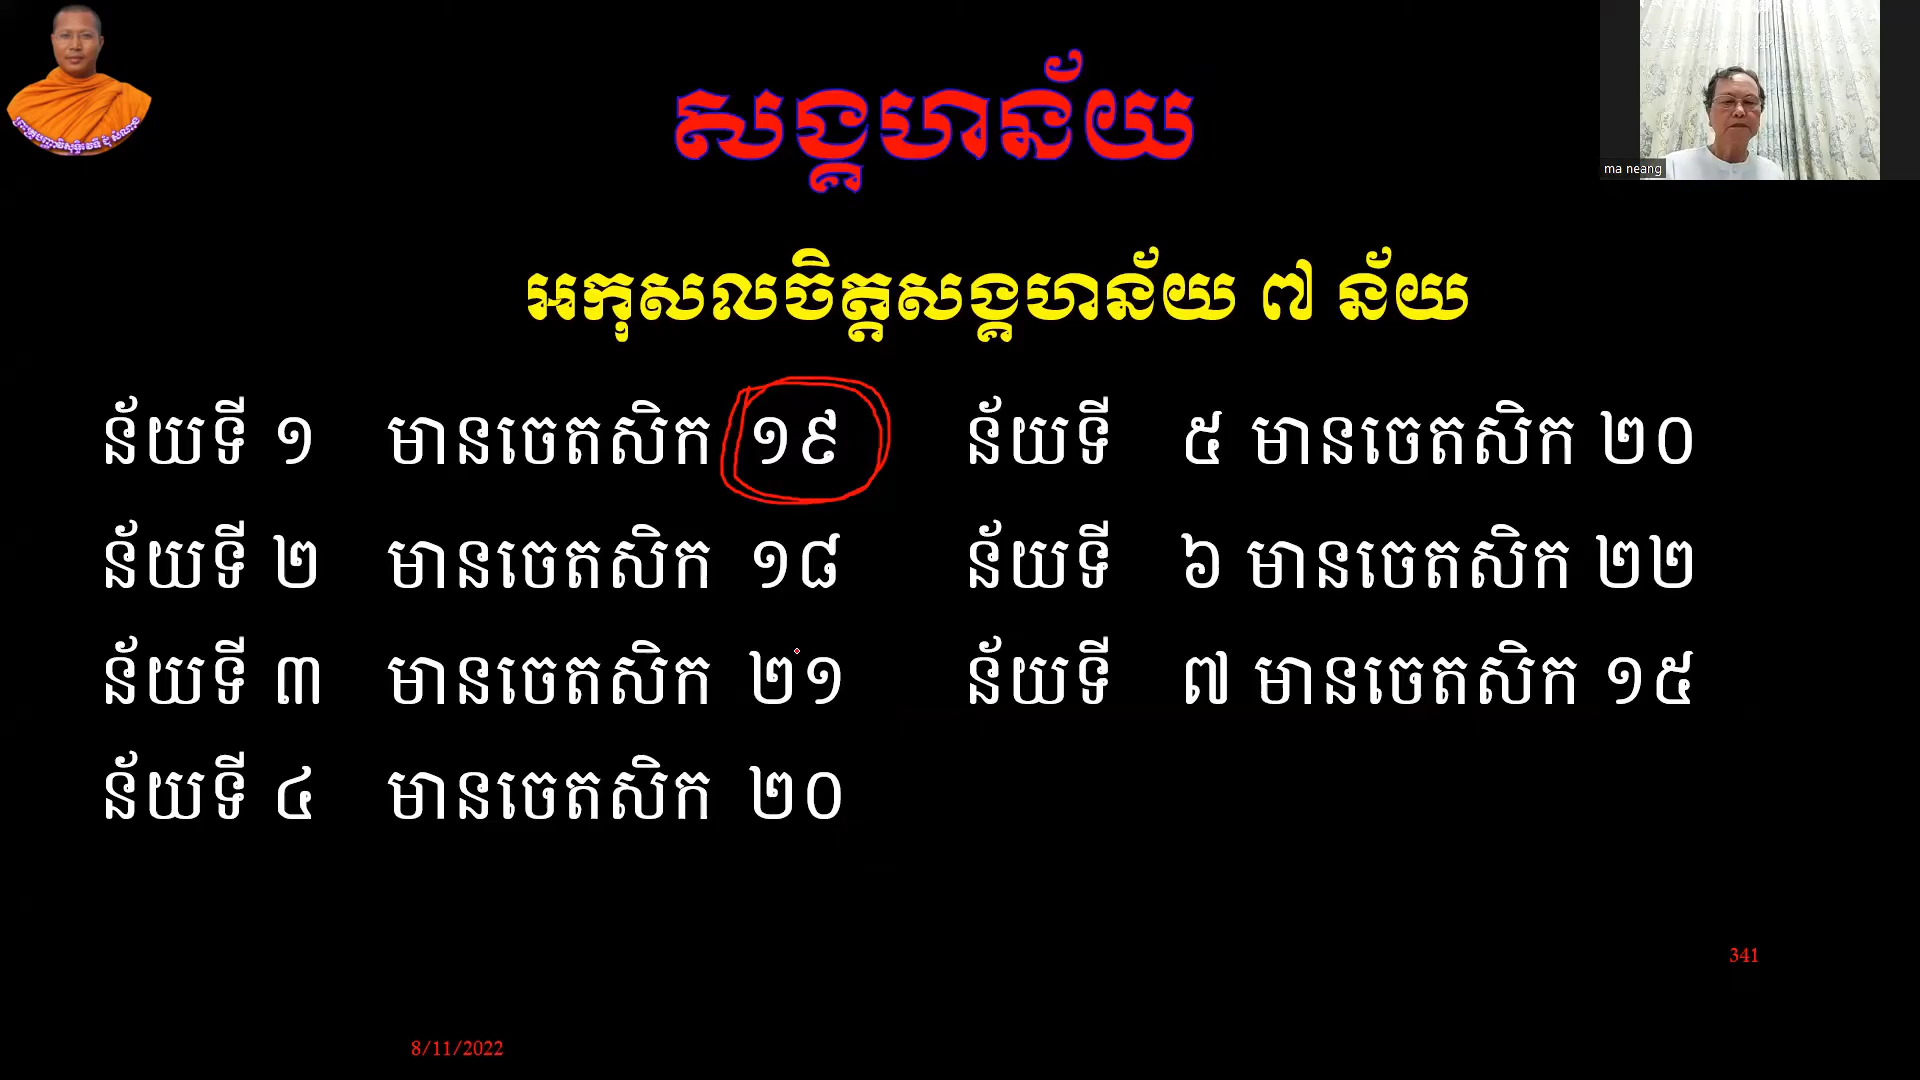 សង្គហន័យ
ma neang
អកុសលចិត្តសង្គហន័យ ៧ ន័យ
ន័យទី ១ មានចេតសិក ១៩ ន័យទី ៥ មានចេតសិក ២០
ន័យទី ២ មានចេតសិក ១៨ ន័យទី ៦ មានចេតសិក ២២
ន័យទី ៣ មានចេតសិក ២១ ន័យទី ៧ មានចេតសិក ១៥
ន័យទី ៤ មានចេតសិក ២០
341
8/11/2022